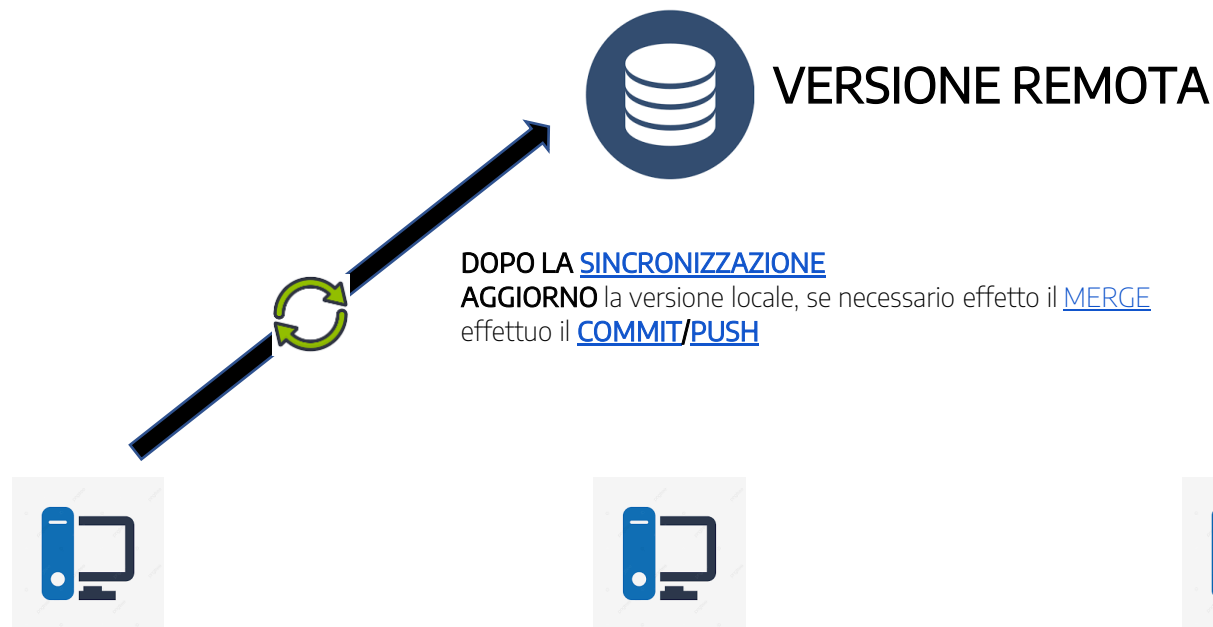 VERSIONE REMOTA
DOPO LA SINCRONIZZAZIONE
AGGIORNO la versione locale, se necessario effetto il MERGE
effettuo il COMMIT/PUSH